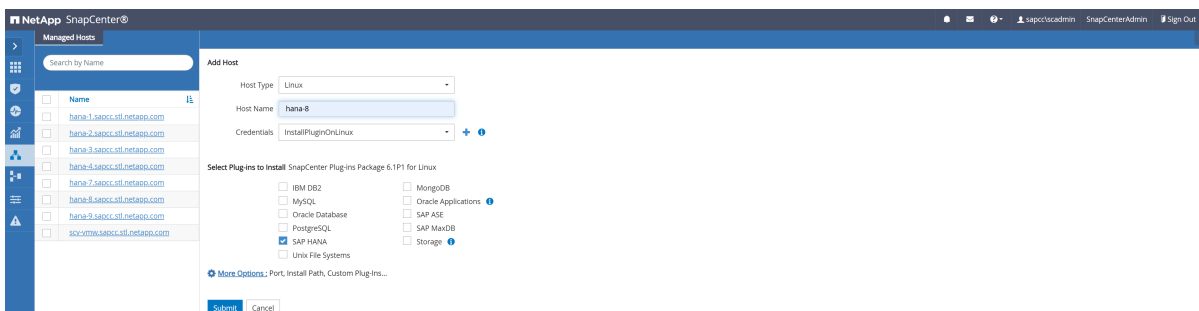 NetApp SnapCenter®
sapcc\scadmin SnapCenterAdmin Sign Out
Managed Hosts
Search by Name
Name
hana-1.sapcc.stl.netapp.com
hana-2.sapcc.stl.netapp.com
hana-3.sapcc.stl.netapp.com
hana-4.sapcc.stl.netapp.com
hana-7.sapcc.stl.netapp.com
hana-8.sapcc.stl.netapp.com
hana-9.sapcc.stl.netapp.com
scv-vmw.sapcc.stl.netapp.com
Add Host
Host Type Linux
Host Name hana-8
Credentials InstallPluginOnLinux
Select Plug-ins to Install SnapCenter Plug-ins Package 6.1P1 for Linux
IBM DB2 MongoDB
MySQL Oracle Applications
Oracle Database SAP ASE
PostgreSQL SAP MaxDB
SAP HANA Storage
Unix File Systems
More Options : Port, Install Path, Custom Plug-Ins...
Submit Cancel